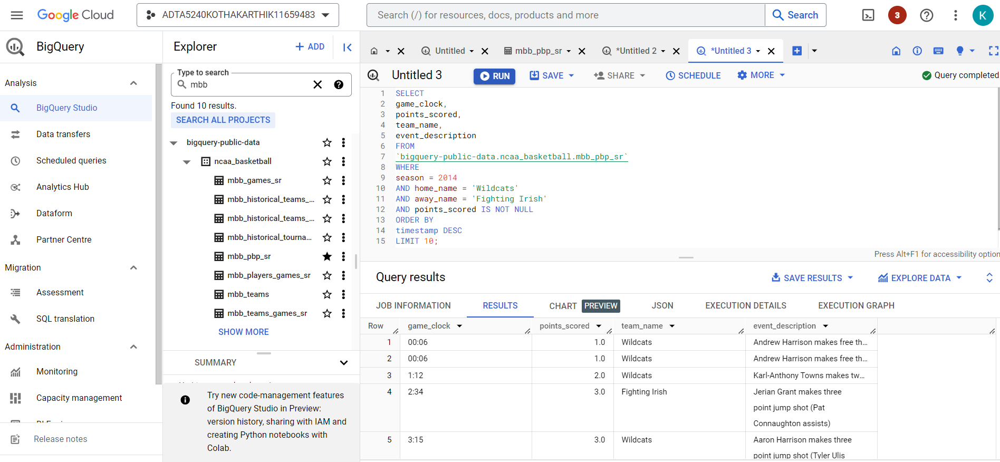 Google Cloud
ADTA5240KOTHAKARTHIK11659483
Search (/) for resources, docs, products and more
Search
3
K
BigQuery
Analysis
BigQuery Studio
Data transfers
Scheduled queries
Analytics Hub
Dataform
Partner Centre
Migration
Assessment
SQL translation
Administration
Monitoring
Capacity management
Release notes
Explorer
+ ADD
Type to search
mbb
Found 10 results.
SEARCH ALL PROJECTS
bigquery-public-data
ncaa_basketball
mbb_games_sr
mbb_historical_teams_...
mbb_historical_teams_...
mbb_historical_tourna...
mbb_pbp_sr
mbb_players_games_sr
mbb_teams
mbb_teams_games_sr
SHOW MORE
SUMMARY
Try new code-management features
of BigQuery Studio in Preview:
version history, sharing with IAM and
creating Python notebooks with
Colab.
Untitled
mbb_pbp_sr
*Untitled 2
*Untitled 3
Untitled 3
RUN
SAVE
SHARE
SCHEDULE
MORE
Query completed
1 SELECT
2 game_clock,
3 points_scored,
4 team_name,
5 event_description
6 FROM
7 `bigquery-public-data.ncaa_basketball.mbb_pbp_sr`
8 WHERE
9 season = 2014
10 AND home_name = 'Wildcats'
11 AND away_name = 'Fighting Irish'
12 AND points_scored IS NOT NULL
13 ORDER BY
14 timestamp DESC
15 LIMIT 10;
Press Alt+F1 for accessibility option
Query results
SAVE RESULTS
EXPLORE DATA
JOB INFORMATION
RESULTS
CHART PREVIEW
JSON
EXECUTION DETAILS
EXECUTION GRAPH
Row game_clock points_scored team_name event_description
1 00:06 1.0 Wildcats Andrew Harrison makes free th...
2 00:06 1.0 Wildcats Andrew Harrison makes free th...
3 1:12 2.0 Wildcats Karl-Anthony Towns makes tw...
4 2:34 3.0 Fighting Irish Jerian Grant makes three
point jump shot (Pat
Connaughton assists)
5 3:15 3.0 Wildcats Aaron Harrison makes three
point jump shot (Tyler Ulis